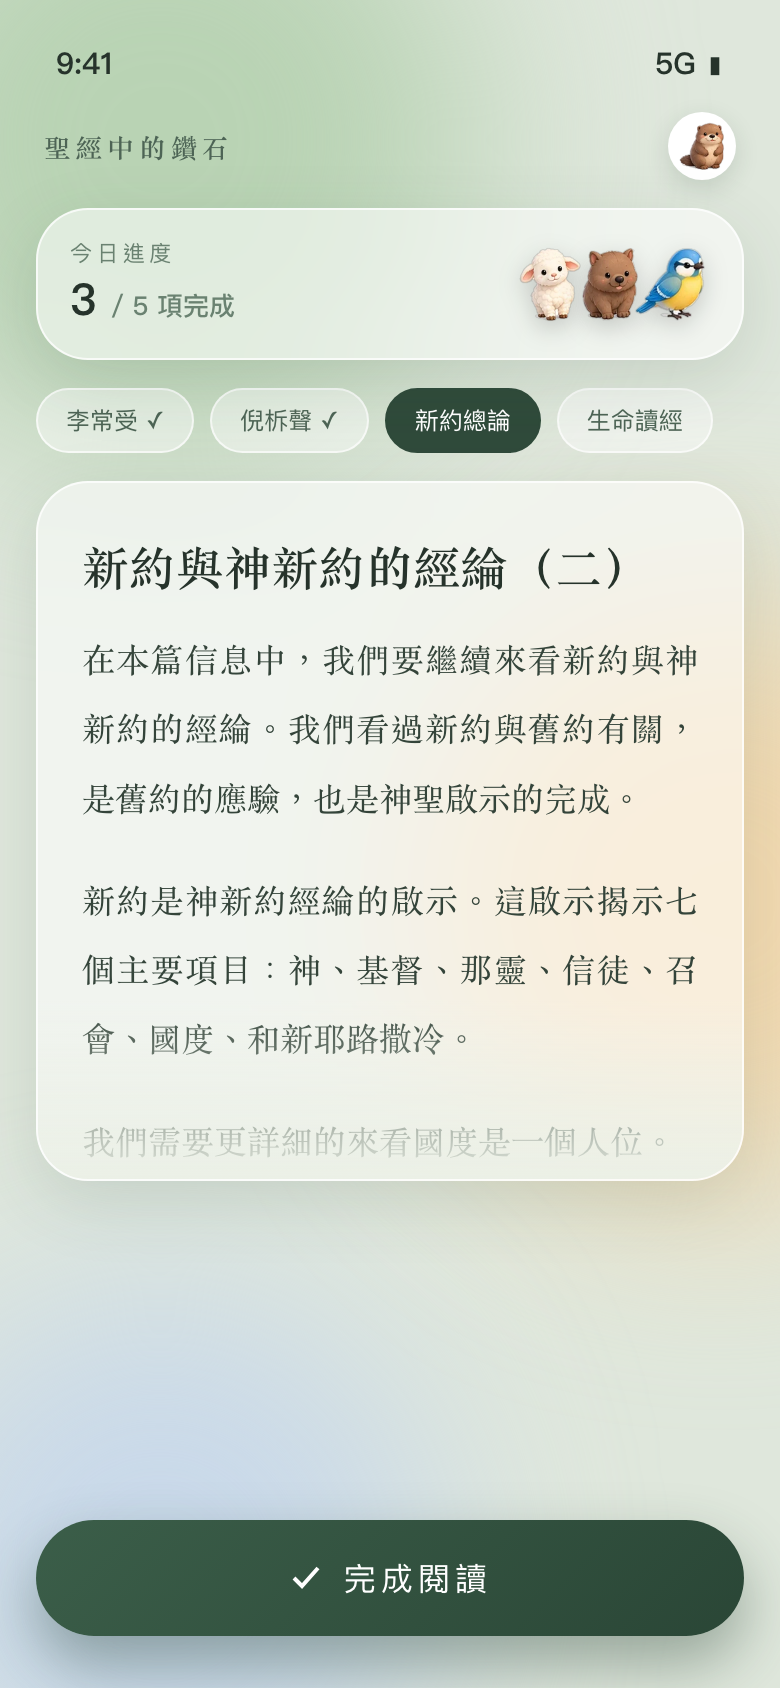 9:41
5G
聖經中的鑽石
今日進度
3 / 5 項完成
李常受 ✓
倪柝聲 ✓
新約總論
生命讀經
新約與神新約的經綸（二）
在本篇信息中，我們要繼續來看新約與神
新約的經綸。我們看過新約與舊約有關，
是舊約的應驗，也是神聖啟示的完成。
新約是神新約經綸的啟示。這啟示揭示七
個主要項目：神、基督、那靈、信徒、召
會、國度、和新耶路撒冷。
我們需要更詳細的來看國度是一個人位。
✓ 完成閱讀